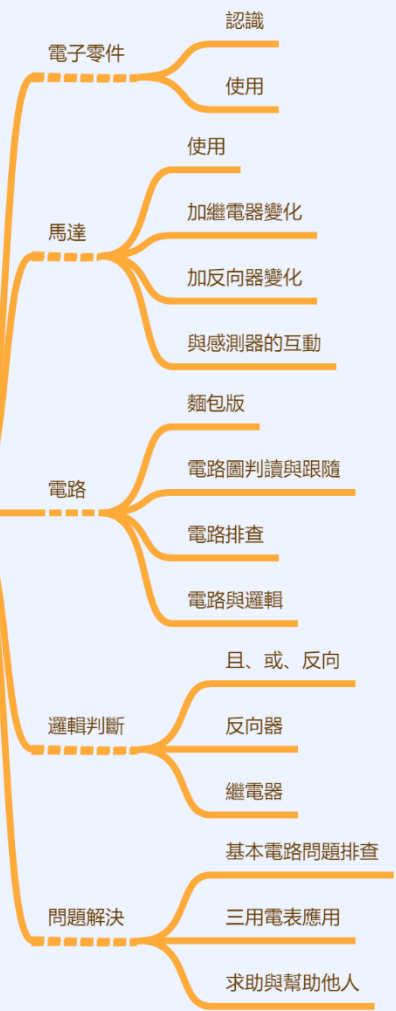 電子零件
認識
使用
馬達
使用
加繼電器變化
加反向器變化
與感測器的互動
電路
麵包版
電路圖判讀與跟隨
電路排查
電路與邏輯
邏輯判斷
且、或、反向
反向器
繼電器
問題解決
基本電路問題排查
三用電表應用
求助與幫助他人